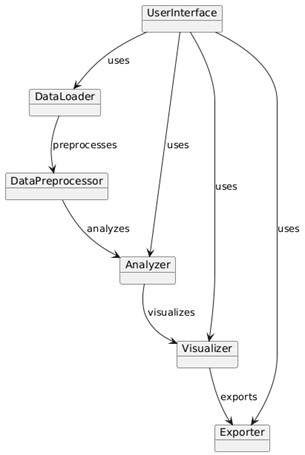 UserInterface
uses
DataLoader
preprocesses
uses
DataPreprocessor
uses
analyzes
uses
Analyzer
visualizes
Visualizer
exports
Exporter